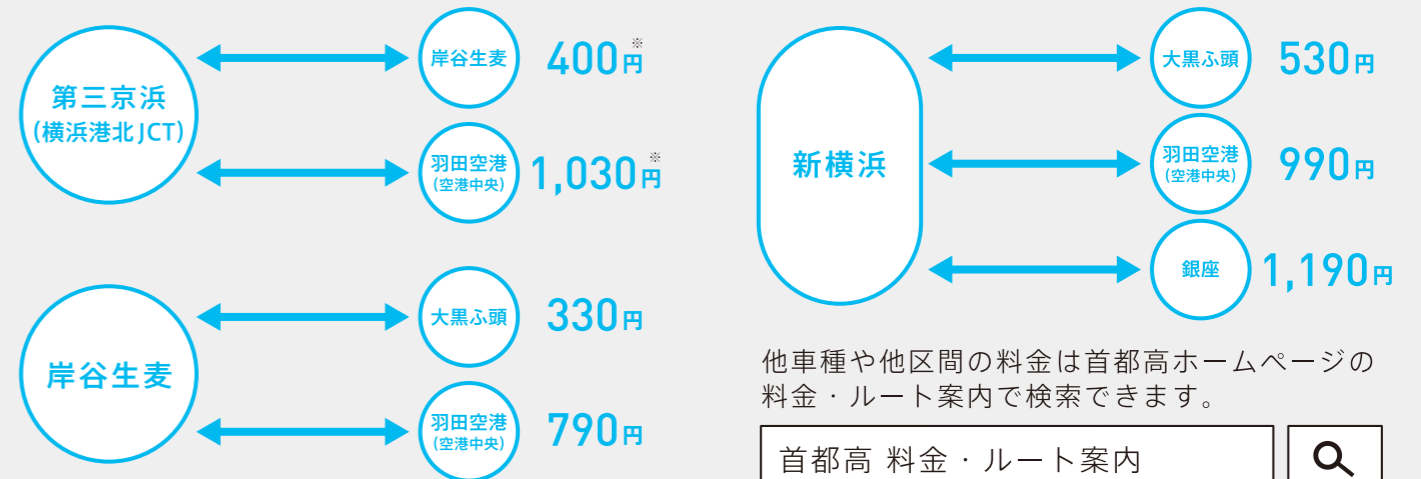 第三京浜
(横浜港北JCT)
岸谷生麦
400円※
羽田空港
(空港中央)
1,030円※
岸谷生麦
大黒ふ頭
330円
羽田空港
(空港中央)
790円
新横浜
大黒ふ頭
530円
羽田空港
(空港中央)
990円
銀座
1,190円
他車種や他区間の料金は首都高ホームページの
料金・ルート案内で検索できます。
首都高 料金・ルート案内